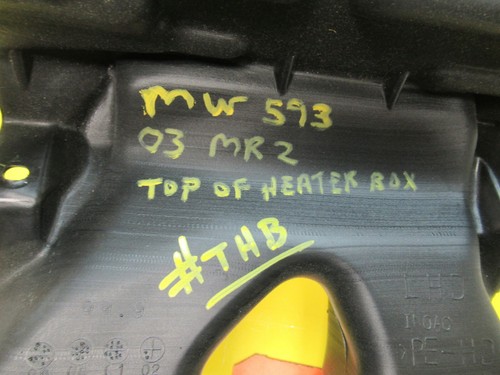 MW 593
03 MR2
TOP OF HEATER BOX
#THB